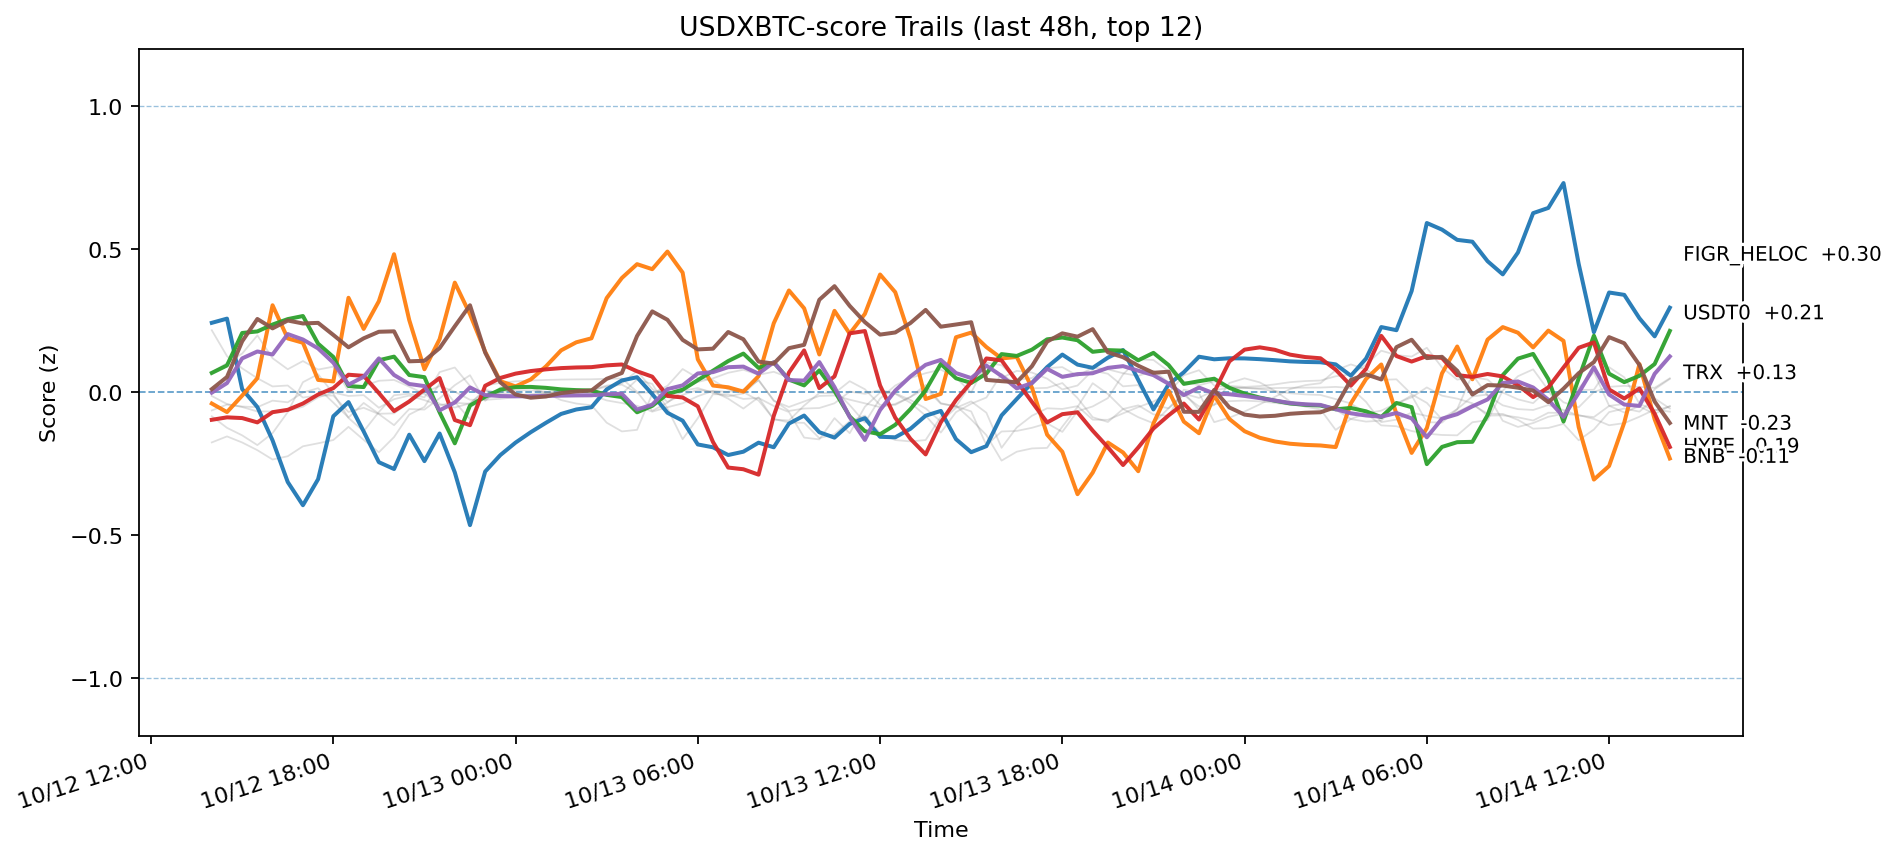 USDXBTC-score Trails (last 48h, top 12)
Score (z)
1.0
0.5
0.0
−0.5
−1.0
FIGR_HELOC +0.30
USDT0 +0.21
TRX +0.13
MNT -0.23
HYPE -0.19
BNB -0.11
10/12 12:00
10/12 18:00
10/13 00:00
10/13 06:00
10/13 12:00
10/13 18:00
10/14 00:00
10/14 06:00
10/14 12:00
Time